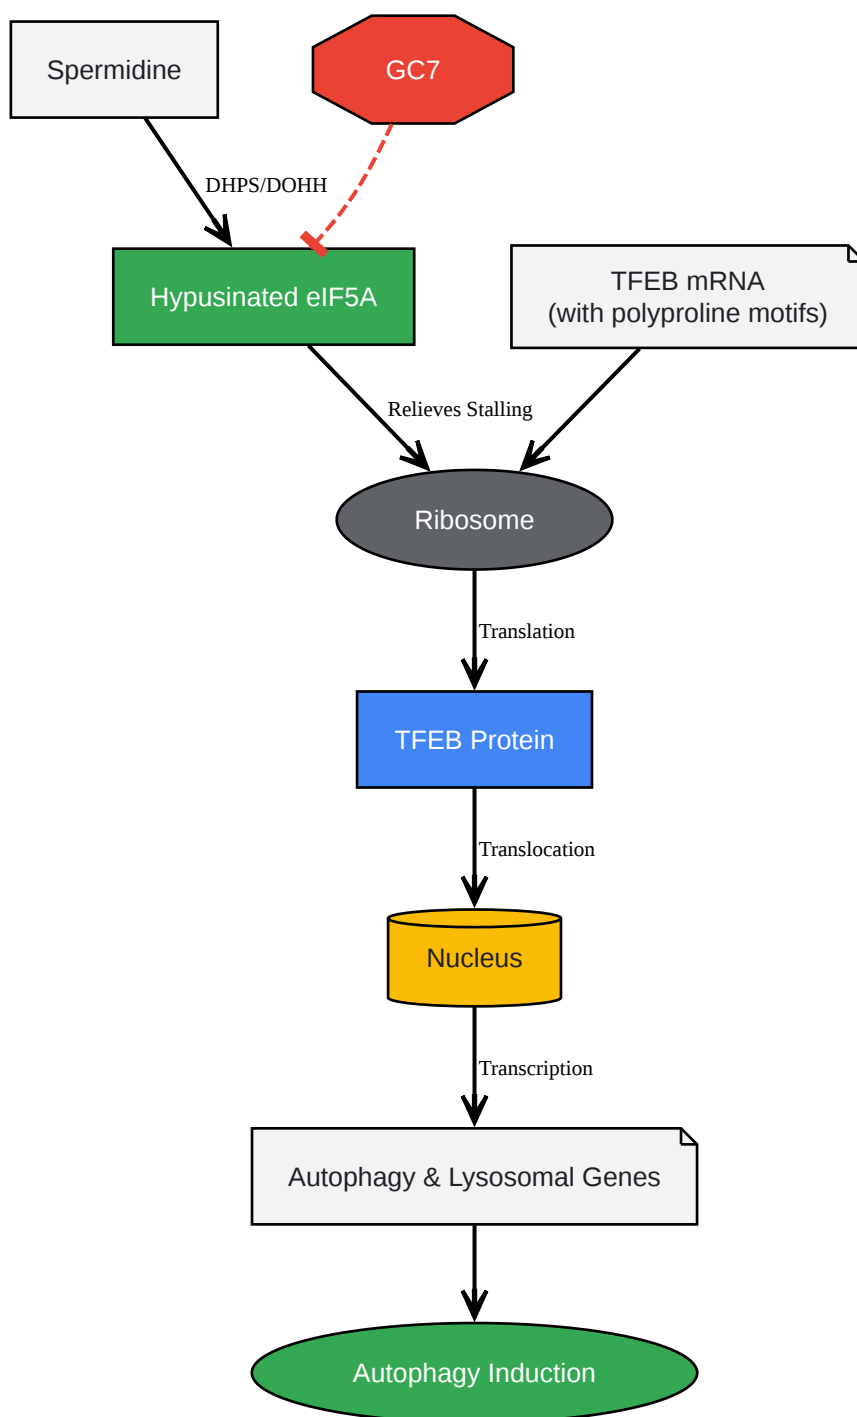 Spermidine
GC7
DHPS/DOHH
Hypusinated eIF5A
TFEB mRNA
(with polyproline motifs)
Relieves Stalling
Ribosome
Translation
TFEB Protein
Translocation
Nucleus
Transcription
Autophagy & Lysosomal Genes
Autophagy Induction